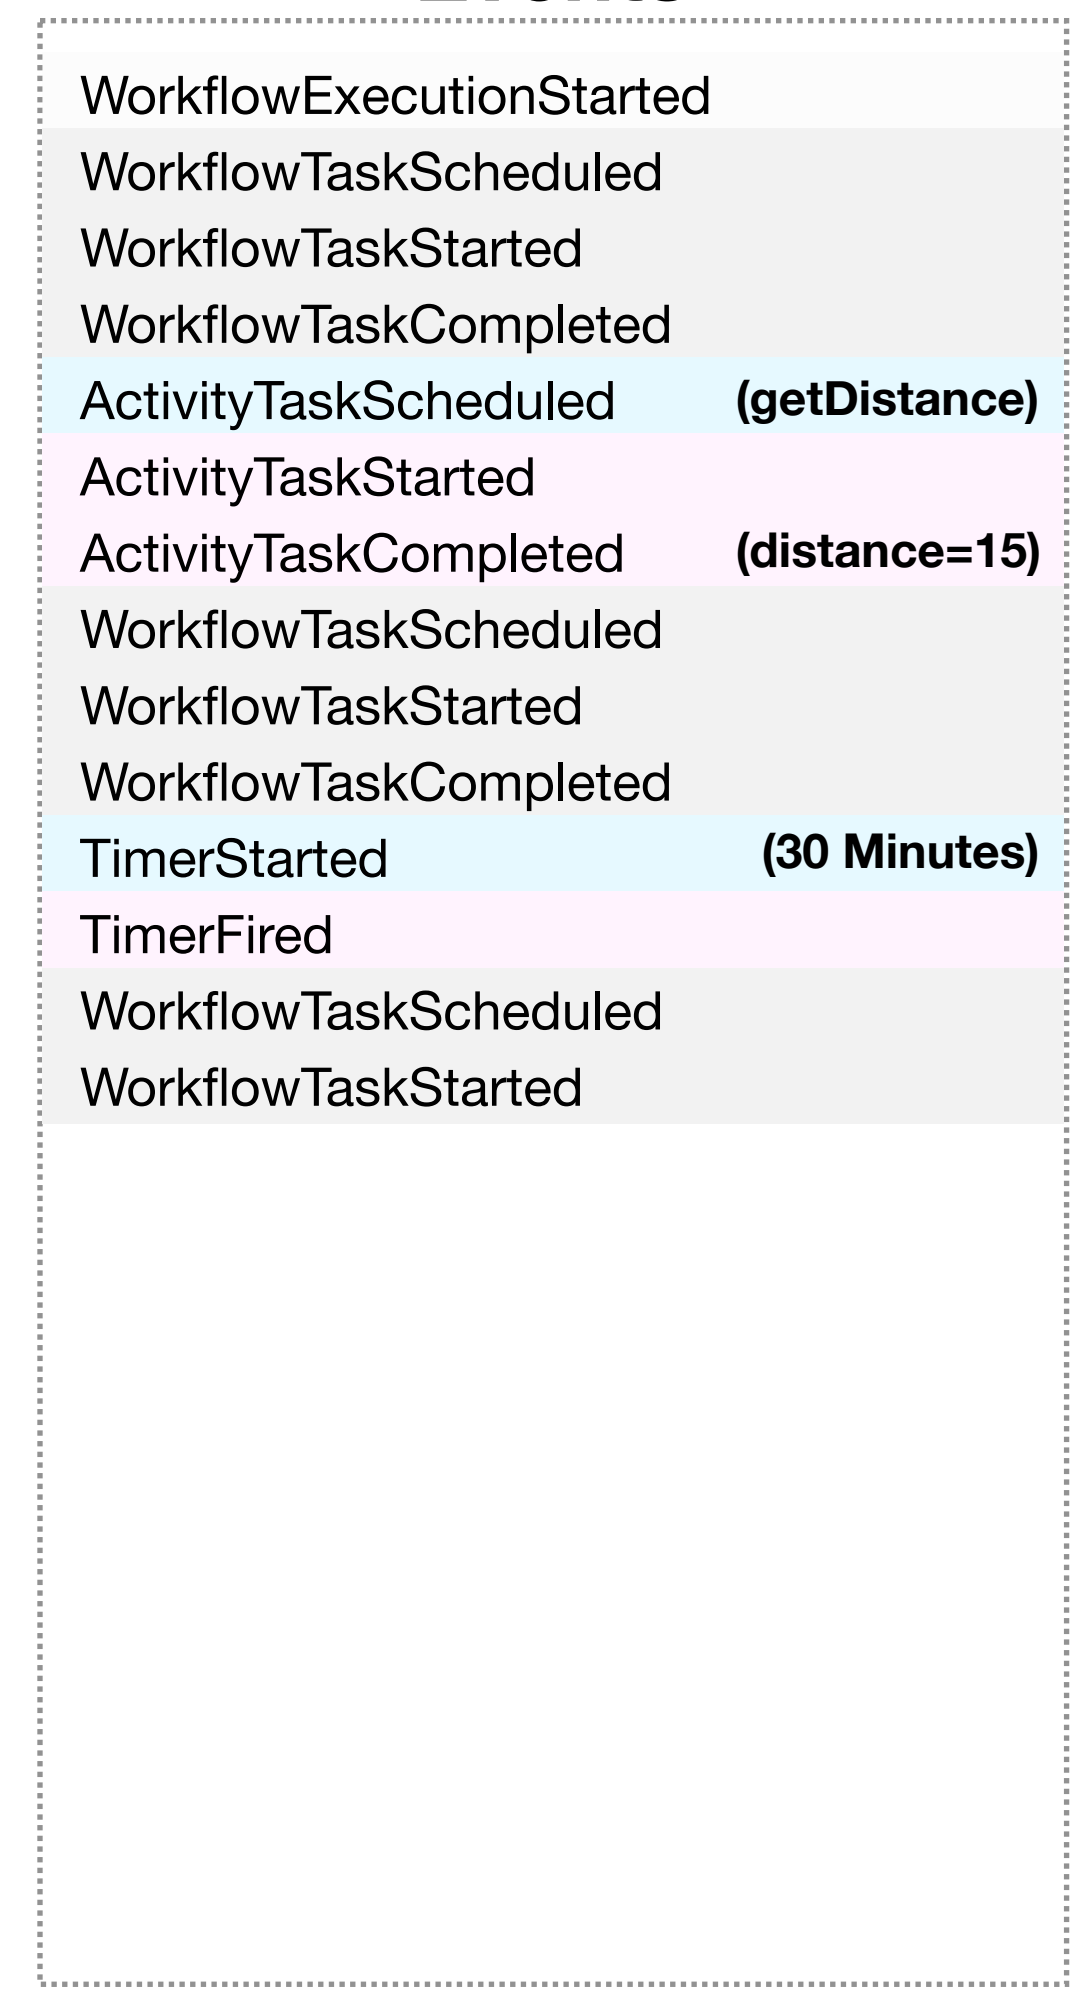 WorkflowExecutionStarted
WorkflowTaskScheduled
WorkflowTaskStarted
WorkflowTaskCompleted
ActivityTaskScheduled (getDistance)
ActivityTaskStarted
ActivityTaskCompleted (distance=15)
WorkflowTaskScheduled
WorkflowTaskStarted
WorkflowTaskCompleted
TimerStarted (30 Minutes)
TimerFired
WorkflowTaskScheduled
WorkflowTaskStarted